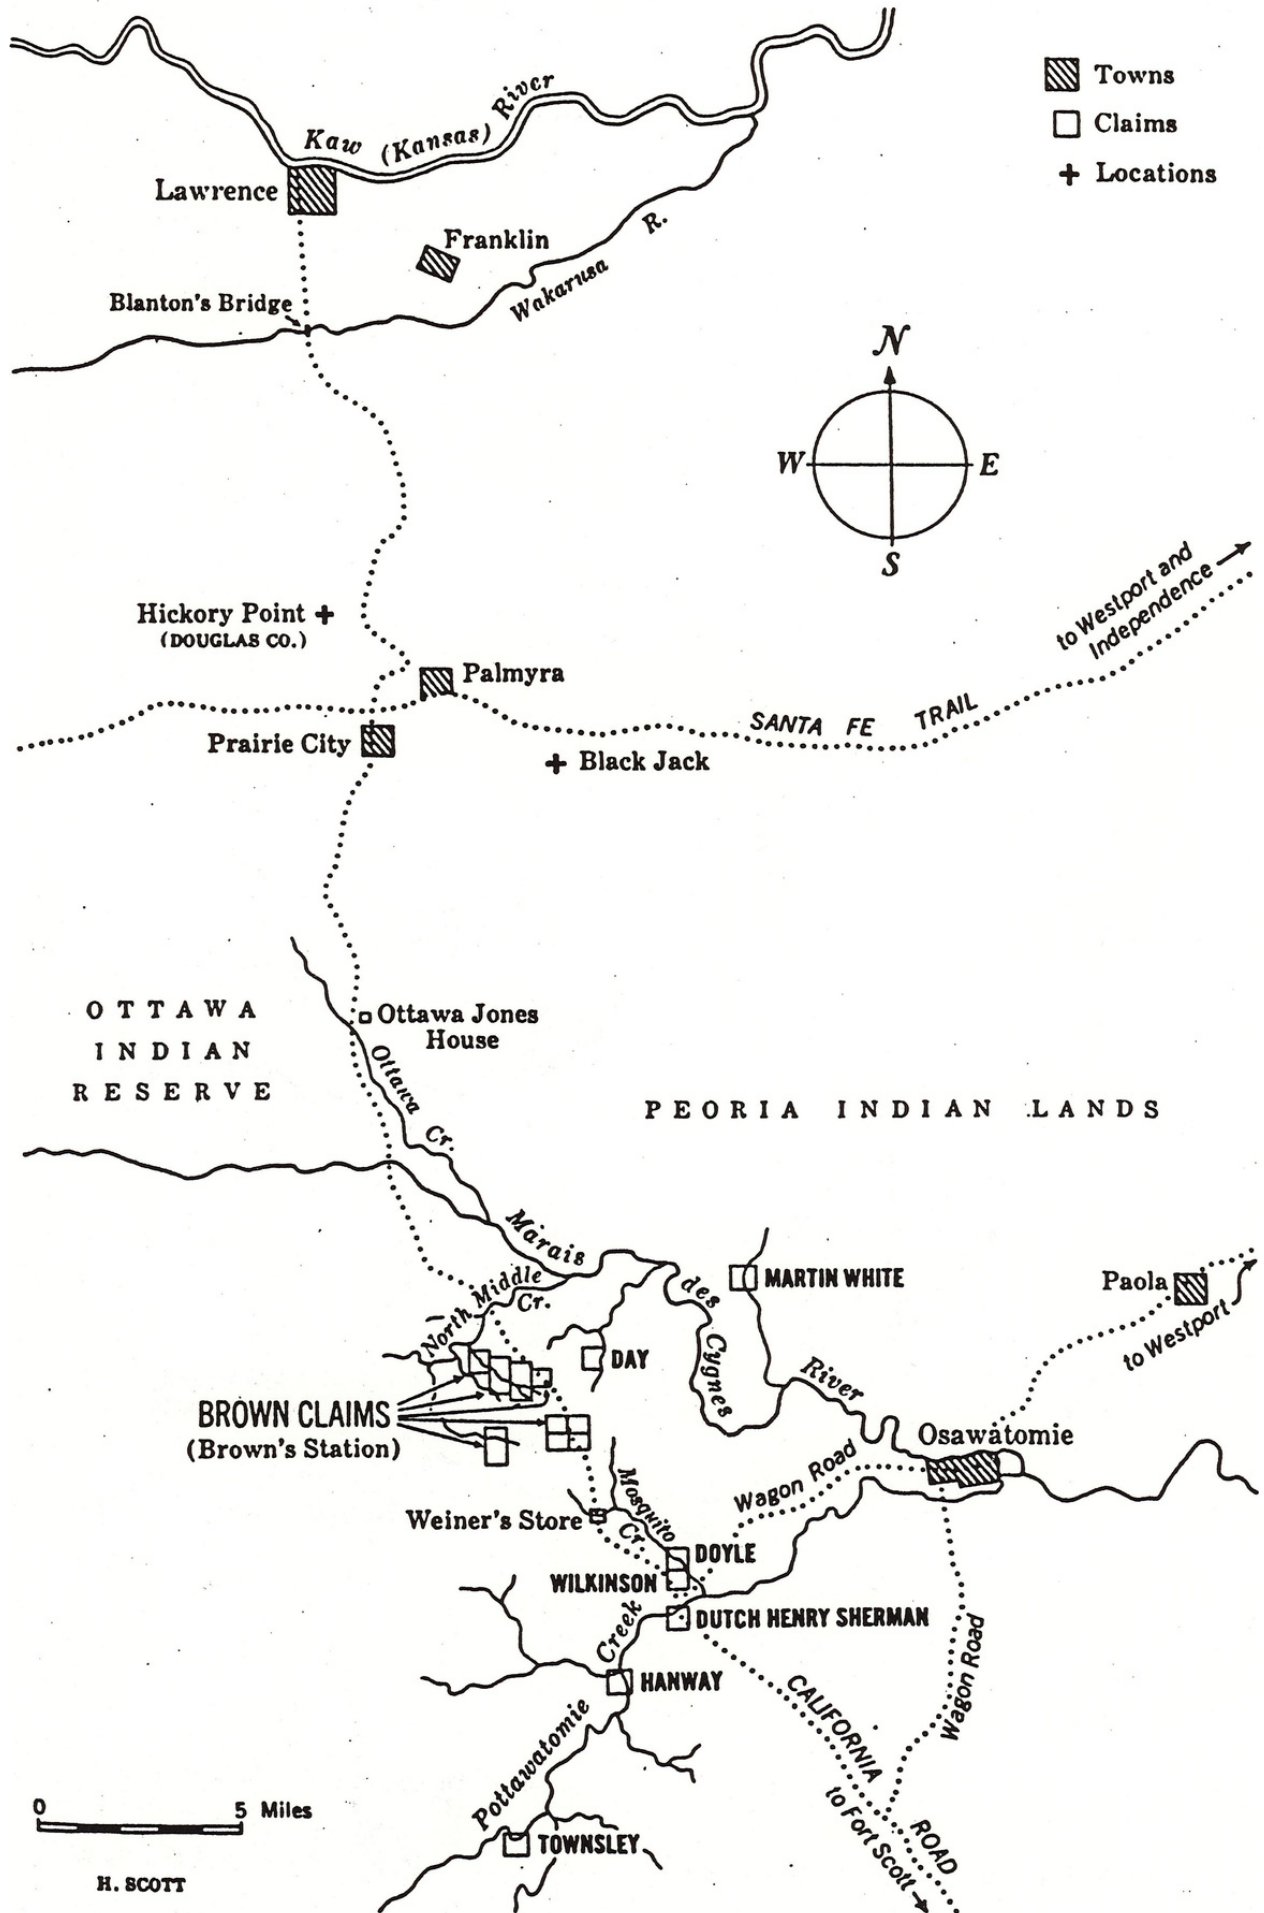 Towns
Claims
Locations
Kaw (Kansas) River
Lawrence
Franklin
Wakarusa R.
Blanton's Bridge
N
W E
S
to Westport and
Independence
Hickory Point
(DOUGLAS CO.)
Palmyra
SANTA FE TRAIL
Prairie City
Black Jack
OTTAWA
INDIAN
RESERVE
Ottawa Jones
House
Ottawa Cr.
PEORIA INDIAN LANDS
Marais des Cygnes River
North Middle
Cr.
MARTIN WHITE
Paola
to Westport
DAY
BROWN CLAIMS
(Brown's Station)
Osawatomie
Wagon Road
Mosquito
Cr.
Weiner's Store
DOYLE
WILKINSON
DUTCH HENRY SHERMAN
Wagon Road
HANWAY
Pottawatomie Creek
CALIFORNIA ROAD
to Fort Scott
TOWNSLEY
0 5 Miles
H. SCOTT